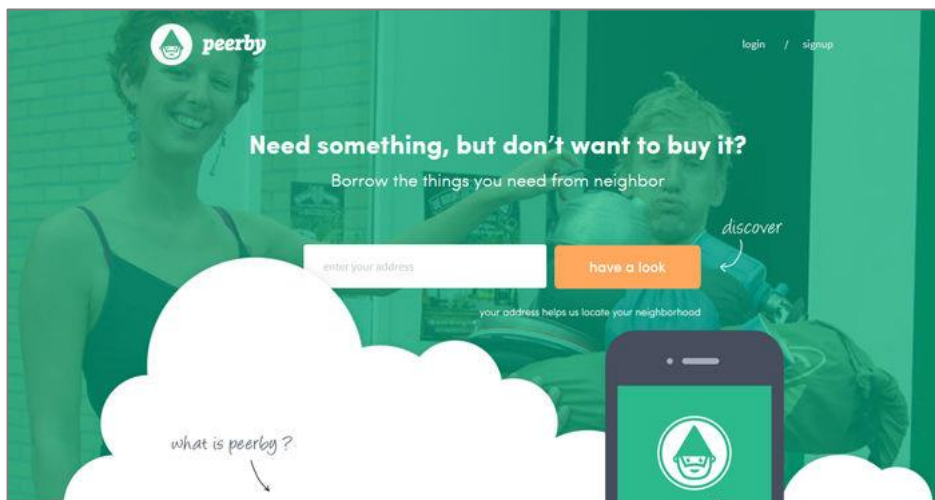 peerby
login / signup
Need something, but don't want to buy it?
Borrow the things you need from neighbor
discover
enter your address
have a look
your address helps us locate your neighborhood
what is peerby ?